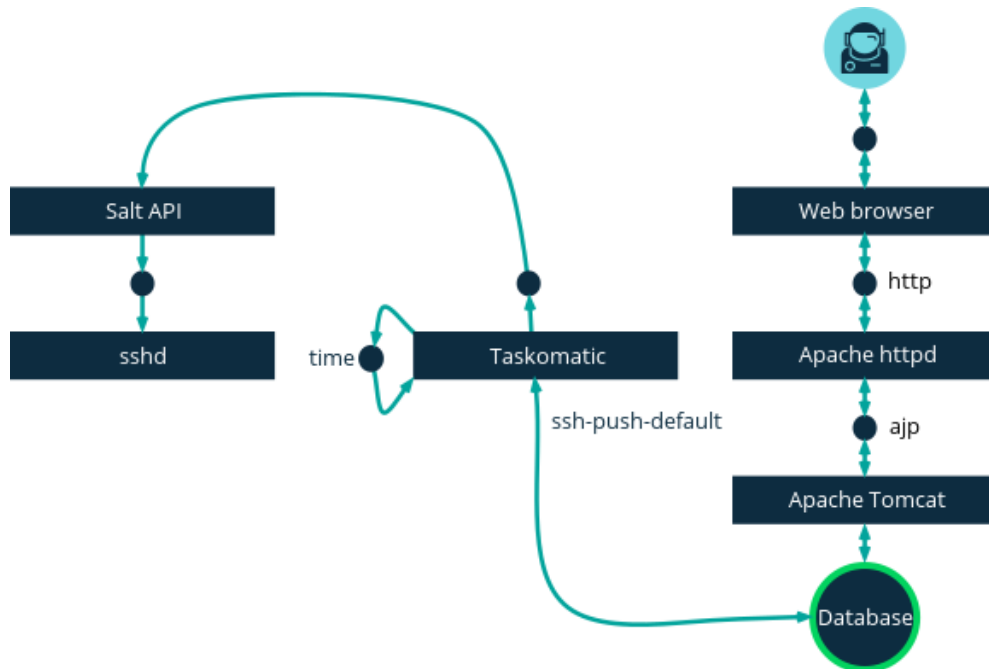 Salt API
Web browser
http
sshd
time
Taskomatic
Apache httpd
ssh-push-default
ajp
Apache Tomcat
Database